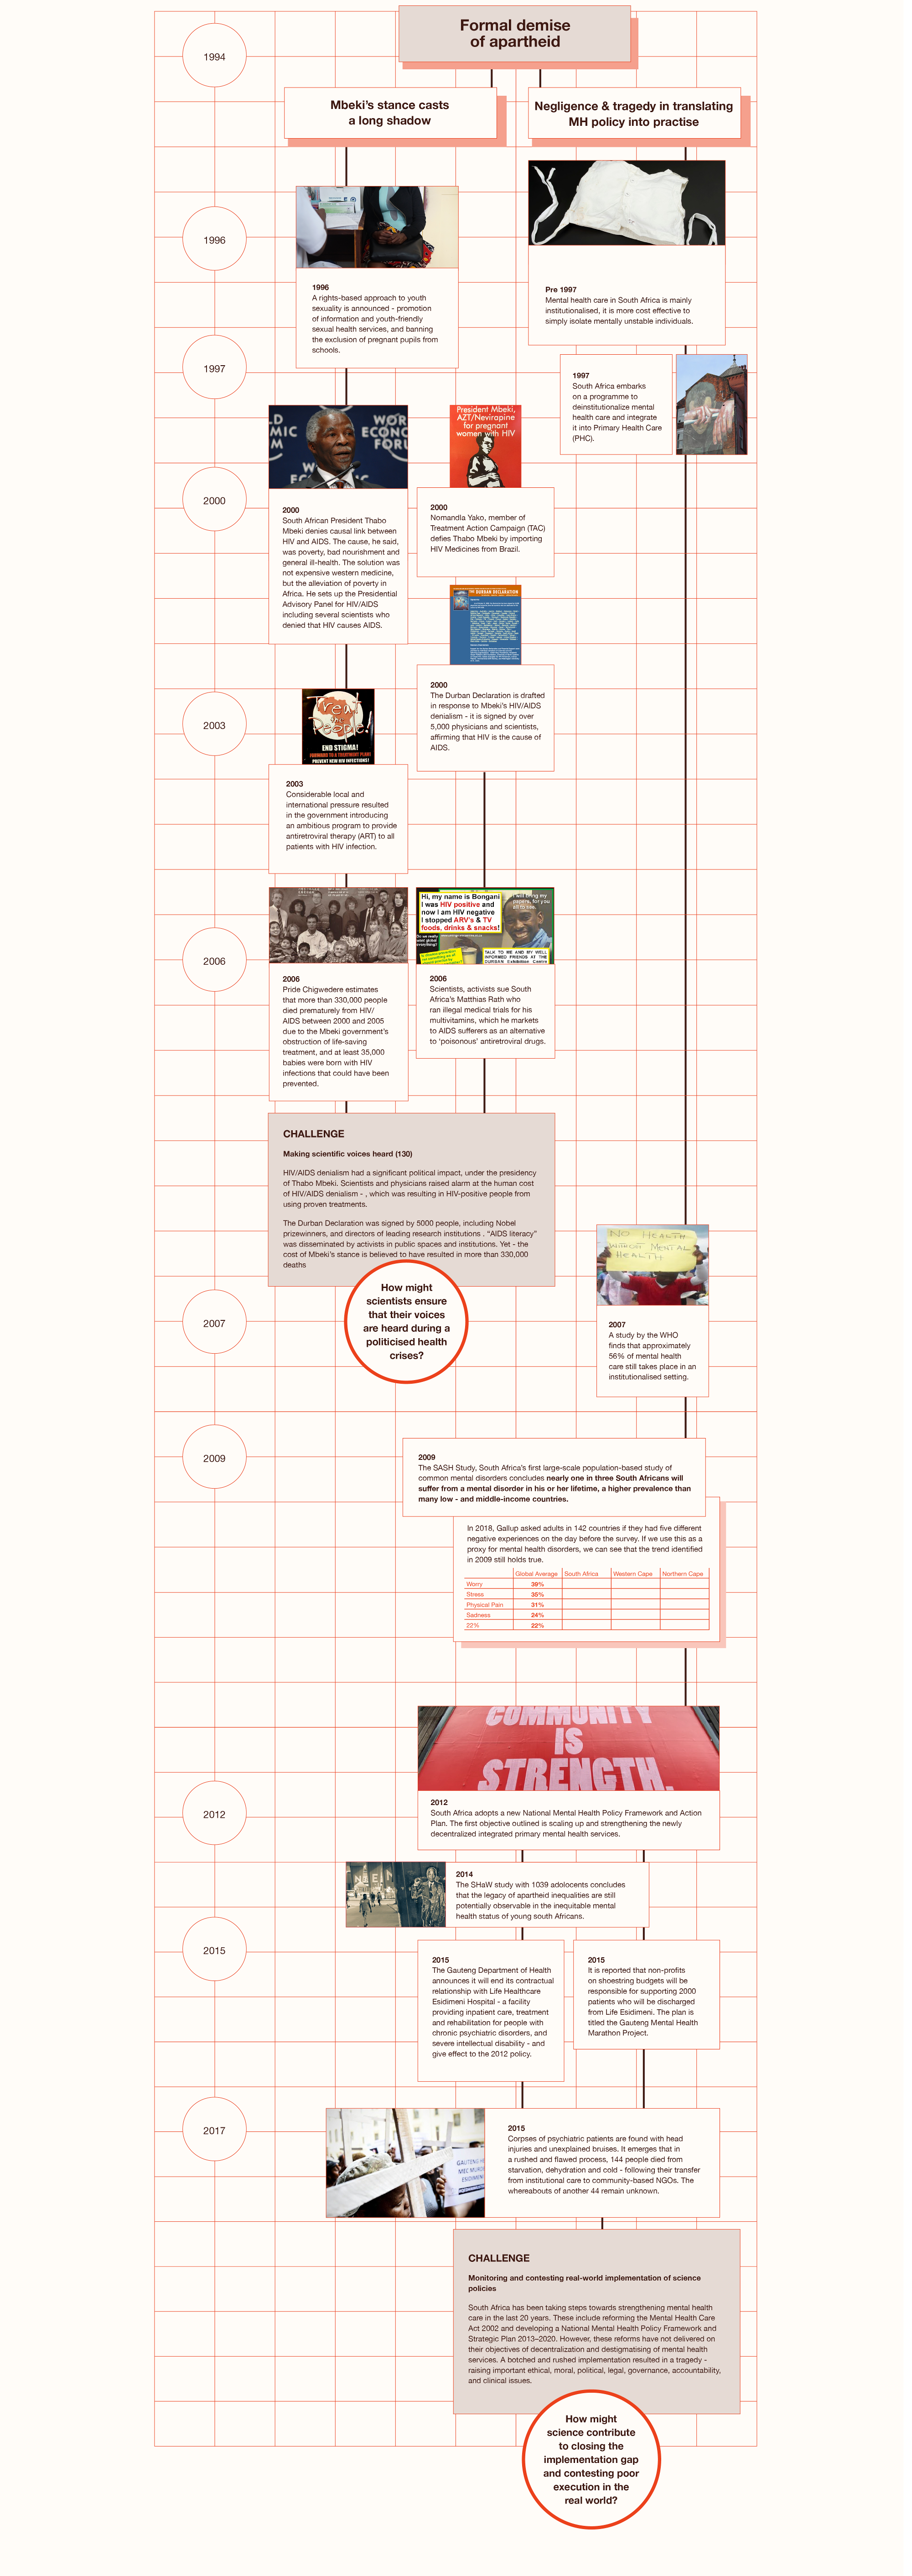 Formal demise
of apartheid
1994
Mbeki's stance casts
a long shadow
Negligence & tragedy in translating
MH policy into practise
1996
1996
A rights-based approach to youth
sexuality is announced - promotion
of information and youth-friendly
sexual health services, and banning
the exclusion of pregnant pupils from
schools.
Pre 1997
Mental health care in South Africa is mainly
institutionalised, it is more cost effective to
simply isolate mentally unstable individuals.
1997
1997
South Africa embarks
on a programme to
deinstitutionalize mental
health care and integrate
it into Primary Health Care
(PHC).
2000
WORLD
ECONOMIC
FORUM
2000
South African President Thabo
Mbeki denies causal link between
HIV and AIDS. The cause, he said,
was poverty, bad nourishment and
general ill-health. The solution was
not expensive western medicine,
but the alleviation of poverty in
Africa. He sets up the Presidential
Advisory Panel for HIV/AIDS
including several scientists who
denied that HIV causes AIDS.
President Mbeki,
AZT/Nevirapine
for pregnant
women with HIV
2000
Nomandla Yako, member of
Treatment Action Campaign (TAC)
defies Thabo Mbeki by importing
HIV Medicines from Brazil.
THE DURBAN DECLARATION
2000
The Durban Declaration is drafted
in response to Mbeki's HIV/AIDS
denialism - it is signed by over
5,000 physicians and scientists,
affirming that HIV is the cause of
AIDS.
2003
Treat
the
People!
END STIGMA!
FORWARD TO A TREATMENT PLAN!
PREVENT NEW HIV INFECTIONS!
2003
Considerable local and
international pressure resulted
in the government introducing
an ambitious program to provide
antiretroviral therapy (ART) to all
patients with HIV infection.
2006
2006
Pride Chigwedere estimates
that more than 330,000 people
died prematurely from HIV/
AIDS between 2000 and 2005
due to the Mbeki government's
obstruction of life-saving
treatment, and at least 35,000
babies were born with HIV
infections that could have been
prevented.
Hi, my name is Bongani
I was HIV positive and
now I am HIV negative
I stopped ARV's & TV
foods, drinks & snacks!
TALK TO ME AND MY WELL
INFORMED FRIENDS AT THE
DURBAN Exhibition Centre
2006
Scientists, activists sue South
Africa's Matthias Rath who
ran illegal medical trials for his
multivitamins, which he markets
to AIDS sufferers as an alternative
to 'poisonous' antiretroviral drugs.
CHALLENGE
Making scientific voices heard (130)
HIV/AIDS denialism had a significant political impact, under the presidency
of Thabo Mbeki. Scientists and physicians raised alarm at the human cost
of HIV/AIDS denialism - , which was resulting in HIV-positive people from
using proven treatments.
The Durban Declaration was signed by 5000 people, including Nobel
prizewinners, and directors of leading research institutions . "AIDS literacy"
was disseminated by activists in public spaces and institutions. Yet - the
cost of Mbeki's stance is believed to have resulted in more than 330,000
deaths
How might
scientists ensure
that their voices
are heard during a
politicised health
crises?
2007
NO HEALTH
WITHOUT MENTAL
HEALTH
2007
A study by the WHO
finds that approximately
56% of mental health
care still takes place in an
institutionalised setting.
2009
2009
The SASH Study, South Africa's first large-scale population-based study of
common mental disorders concludes nearly one in three South Africans will
suffer from a mental disorder in his or her lifetime, a higher prevalence than
many low - and middle-income countries.
In 2018, Gallup asked adults in 142 countries if they had five different
negative experiences on the day before the survey. If we use this as a
proxy for mental health disorders, we can see that the trend identified
in 2009 still holds true.
Global Average South Africa Western Cape Northern Cape
Worry 39%
Stress 35%
Physical Pain 31%
Sadness 24%
22% 22%
COMMUNITY
IS
STRENGTH.
2012
2012
South Africa adopts a new National Mental Health Policy Framework and Action
Plan. The first objective outlined is scaling up and strengthening the newly
decentralized integrated primary mental health services.
2014
The SHaW study with 1039 adolocents concludes
that the legacy of apartheid inequalities are still
potentially observable in the inequitable mental
health status of young south Africans.
2015
2015
The Gauteng Department of Health
announces it will end its contractual
relationship with Life Healthcare
Esidimeni Hospital - a facility
providing inpatient care, treatment
and rehabilitation for people with
chronic psychiatric disorders, and
severe intellectual disability - and
give effect to the 2012 policy.
2015
It is reported that non-profits
on shoestring budgets will be
responsible for supporting 2000
patients who will be discharged
from Life Esidimeni. The plan is
titled the Gauteng Mental Health
Marathon Project.
2017
2015
Corpses of psychiatric patients are found with head
injuries and unexplained bruises. It emerges that in
a rushed and flawed process, 144 people died from
starvation, dehydration and cold - following their transfer
from institutional care to community-based NGOs. The
whereabouts of another 44 remain unknown.
CHALLENGE
Monitoring and contesting real-world implementation of science
policies
South Africa has been taking steps towards strengthening mental health
care in the last 20 years. These include reforming the Mental Health Care
Act 2002 and developing a National Mental Health Policy Framework and
Strategic Plan 2013–2020. However, these reforms have not delivered on
their objectives of decentralization and destigmatising of mental health
services. A botched and rushed implementation resulted in a tragedy -
raising important ethical, moral, political, legal, governance, accountability,
and clinical issues.
How might
science contribute
to closing the
implementation gap
and contesting poor
execution in the
real world?